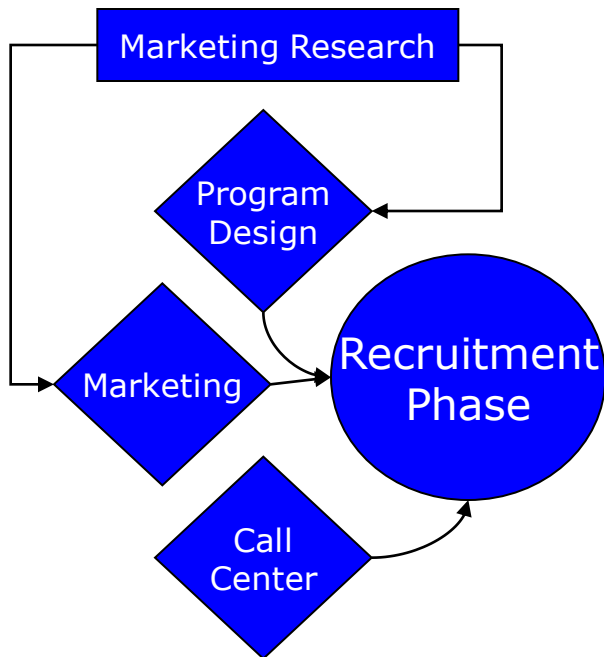 Marketing Research
Program
Design
Marketing
Recruitment
Phase
Call
Center